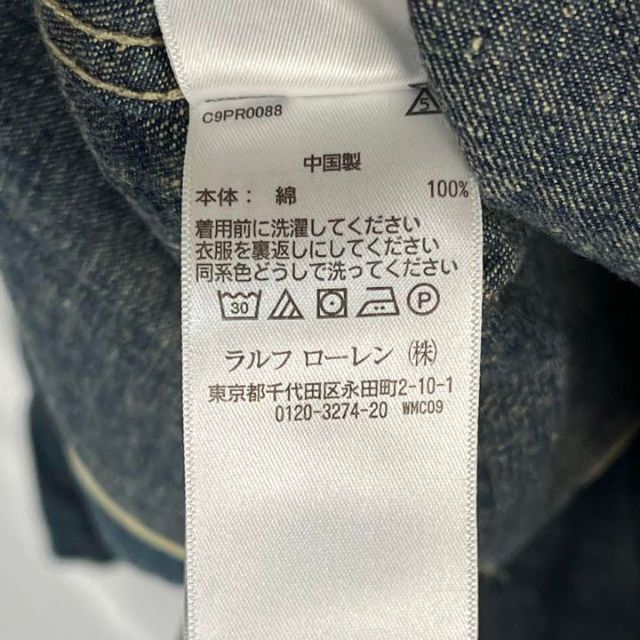 C9PR0088
5
中国製
本体： 綿 100%
着用前に洗濯してください
衣服を裏返しにしてください
同系色どうしで洗ってください
30 P
ラルフ ローレン （株）
東京都千代田区永田町2-10-1
0120-3274-20 WMC09